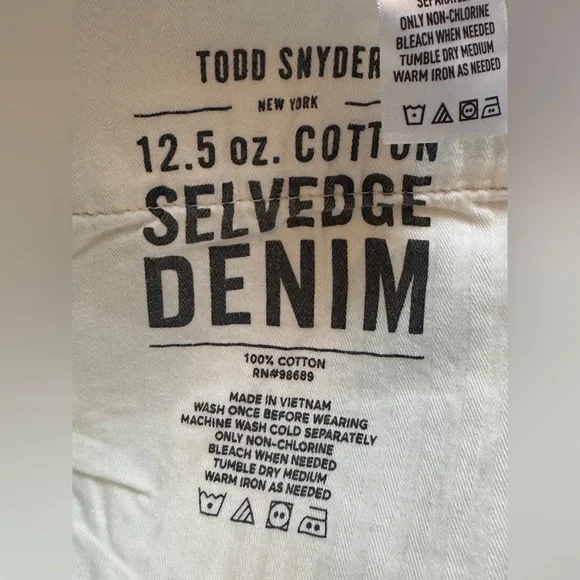 TODD SNYDER
NEW YORK
12.5 oz. COTTON
SELVEDGE
DENIM
100% COTTON
RN#98689
MADE IN VIETNAM
WASH ONCE BEFORE WEARING
MACHINE WASH COLD SEPARATELY
ONLY NON-CHLORINE
BLEACH WHEN NEEDED
TUMBLE DRY MEDIUM
WARM IRON AS NEEDED
ONLY NON-CHLORINE
BLEACH WHEN NEEDED
TUMBLE DRY MEDIUM
WARM IRON AS NEEDED